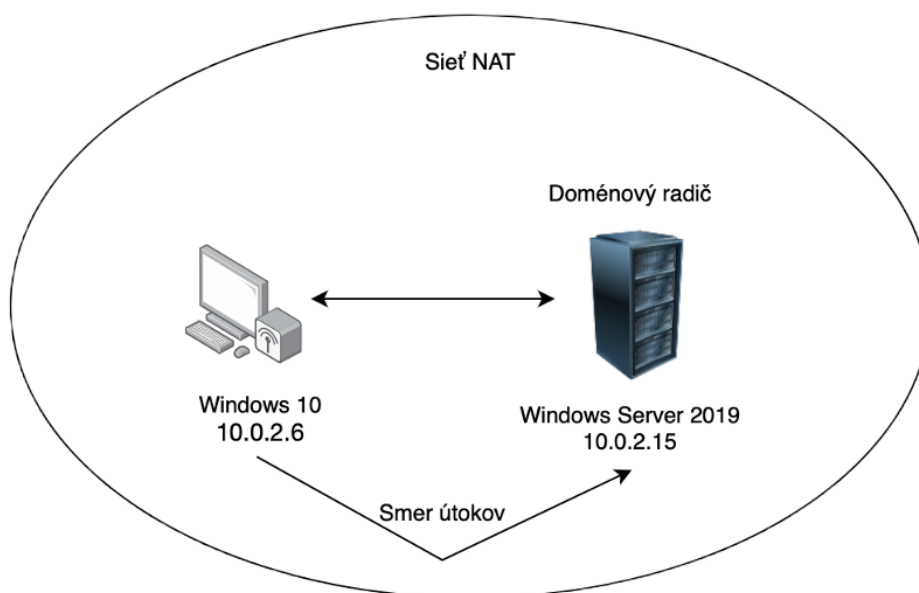 Sieť NAT
Doménový radič
Windows 10
10.0.2.6
Windows Server 2019
10.0.2.15
Smer útokov